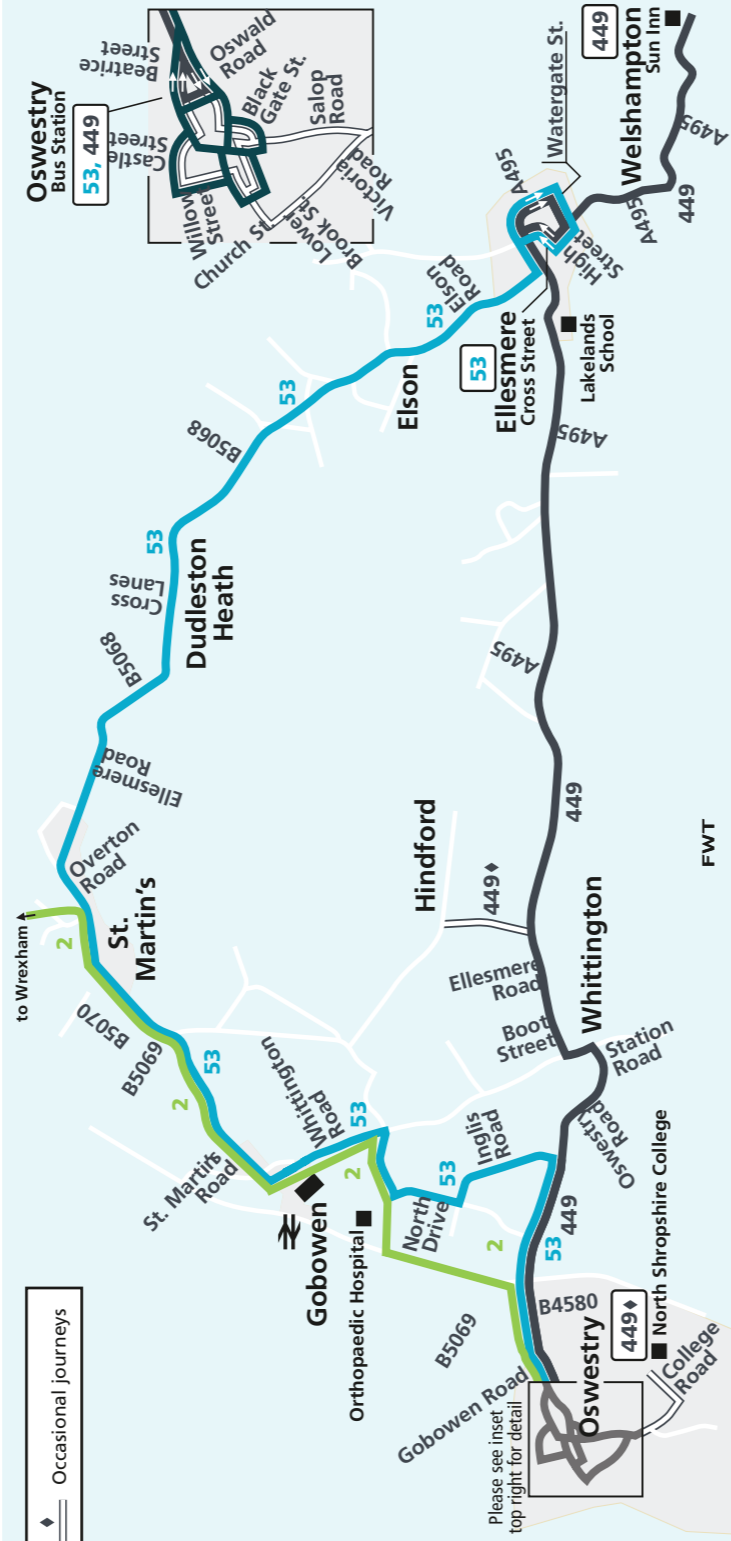 ♦
Occasional journeys
to Wrexham
2
St.
Martin's
Overton
Road
Ellesmere
Road
B5068
Cross
Lanes
53
Dudleston
Heath
B5068
53
Elson
53
Elson
Road
53
Ellesmere
Cross Street
A495
High
Street
Watergate St.
Lakelands
School
A495
449
A495
449
Welshampton
Sun Inn
A495
A495
449
Hindford
449♦
Ellesmere
Road
Boot
Street
Whittington
Station
Road
Oswestry
Road
B5070
B5069
2
53
St. Martin's
Road
Gobowen
Whittington
Road
53
2
Orthopaedic Hospital
North
Drive
53
Inglis
Road
2
53
449
B5069
Gobowen Road
B4580
Oswestry
449♦
North Shropshire College
College
Road
Please see inset
top right for detail
Oswestry
Bus Station
53, 449
Beatrice
Street
Oswald
Road
Castle
Street
Black
Gate St.
Willow
Street
Salop
Road
Church St.
Lower
Brook St.
Victoria
Road
FWT